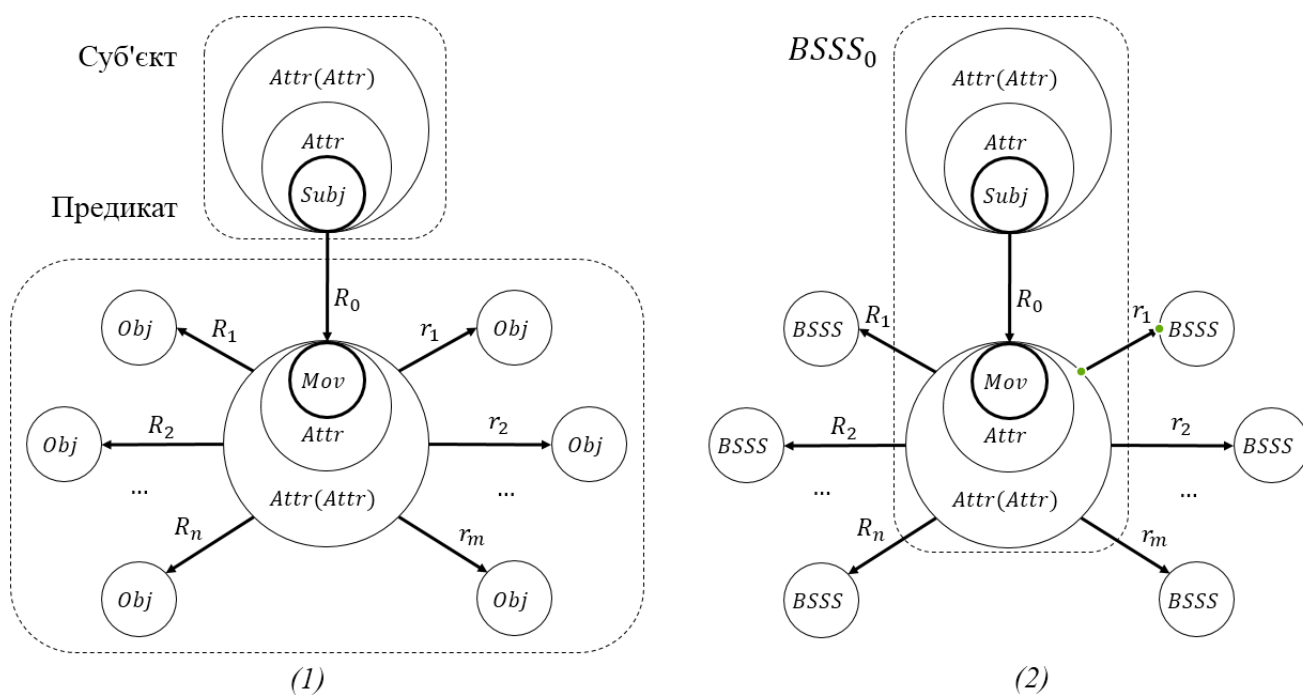 Суб'єкт
Attr(Attr)
Attr
Subj
Предикат
R₀
Obj
R₁
r₁
Obj
Mov
Obj
R₂
Attr
r₂
Obj
...
Attr(Attr)
...
Rₙ
rₘ
Obj
Obj
(1)
BSSS₀
Attr(Attr)
Attr
Subj
R₀
BSSS
R₁
r₁
BSSS
Mov
BSSS
R₂
Attr
r₂
BSSS
...
Attr(Attr)
...
Rₙ
rₘ
BSSS
BSSS
(2)